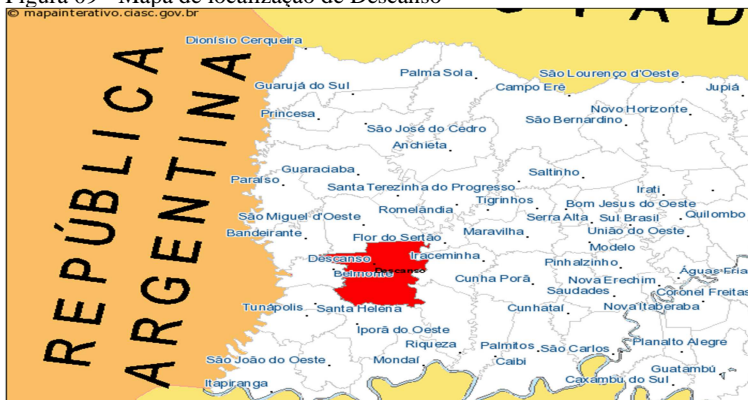 Figura 69 - Mapa de localização de Descanso
© mapainterativo.ciasc.gov.br
T A D
REPÚBLICA
ARGENTINA
Dionísio Cerqueira
Palma Sola
São Lourenço d'Oeste
Guarujá do Sul
Campo Erê
Jupiá
Princesa
Novo Horizonte
São Bernardino
São José do Cedro
Anchieta
Guaraciaba
Saltinho
Paraíso
Santa Terezinha do Progresso
Irati
Tigrinhos
Bom Jesus do Oeste
Romelândia
São Miguel d'Oeste
Serra Alta
Sul Brasil
Quilombo
Bandeirante
Flor do Sertão
Maravilha
União do Oeste
Modelo
Descanso
Iraceminha
Pinhalzinho
Belmonte
Descanso
Águas Fria
Cunha Porã
Nova Erechim
Saudades
Coronel Freitas
Tunápolis
Santa Helena
Cunhataí
Nova Itaberaba
Iporã do Oeste
Riqueza
Palmitos
São Carlos
Planalto Alegre
São João do Oeste
Mondaí
Caibi
Guatambú
Itapiranga
Caxambú do Sul